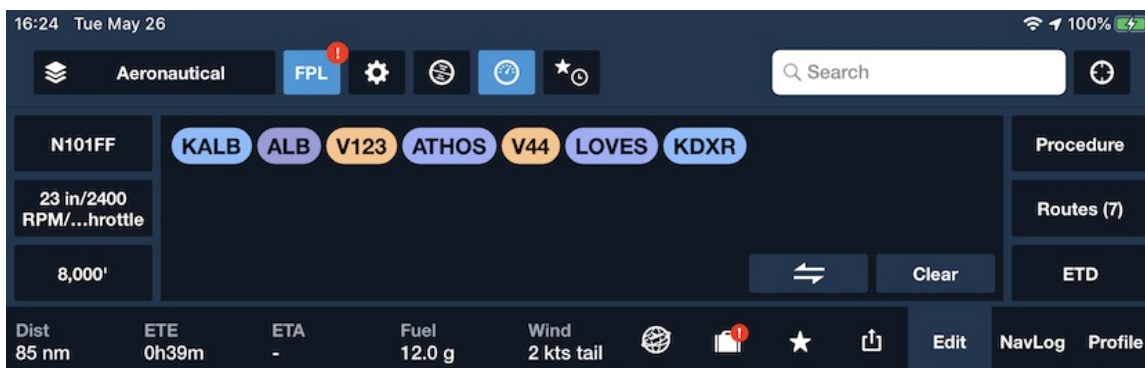 16:24 Tue May 26 100%
Aeronautical FPL ! Search
N101FF KALB ALB V123 ATHOS V44 LOVES KDXR Procedure
23 in/2400
RPM/...hrottle Routes (7)
8,000' Clear ETD
Dist ETE ETA Fuel Wind
85 nm 0h39m - 12.0 g 2 kts tail ! Edit NavLog Profile